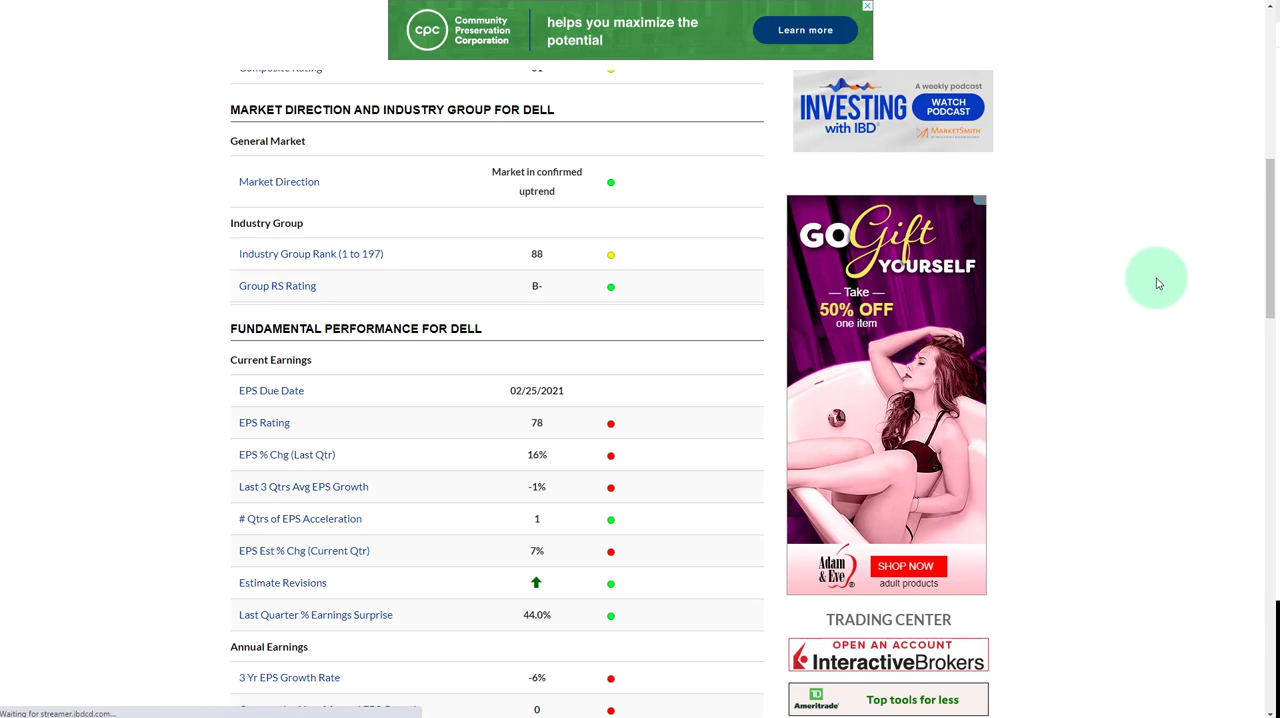 cpc
Community
Preservation
Corporation
helps you maximize the
potential
Learn more
MARKET DIRECTION AND INDUSTRY GROUP FOR DELL
General Market
Market Direction
Market in confirmed
uptrend
Industry Group
Industry Group Rank (1 to 197) 88
Group RS Rating B-
FUNDAMENTAL PERFORMANCE FOR DELL
Current Earnings
EPS Due Date 02/25/2021
EPS Rating 78
EPS % Chg (Last Qtr) 16%
Last 3 Qtrs Avg EPS Growth -1%
# Qtrs of EPS Acceleration 1
EPS Est % Chg (Current Qtr) 7%
Estimate Revisions
Last Quarter % Earnings Surprise 44.0%
Annual Earnings
3 Yr EPS Growth Rate -6%
0
A weekly podcast
INVESTING
with IBD
WATCH
PODCAST
MARKETSMITH
GO Gift
YOURSELF
— Take —
50% OFF
one item
Adam
& Eve®
SHOP NOW
adult products
TRADING CENTER
OPEN AN ACCOUNT
InteractiveBrokers
TD
Ameritrade
Top tools for less
Waiting for streamer.ibdcd.com...